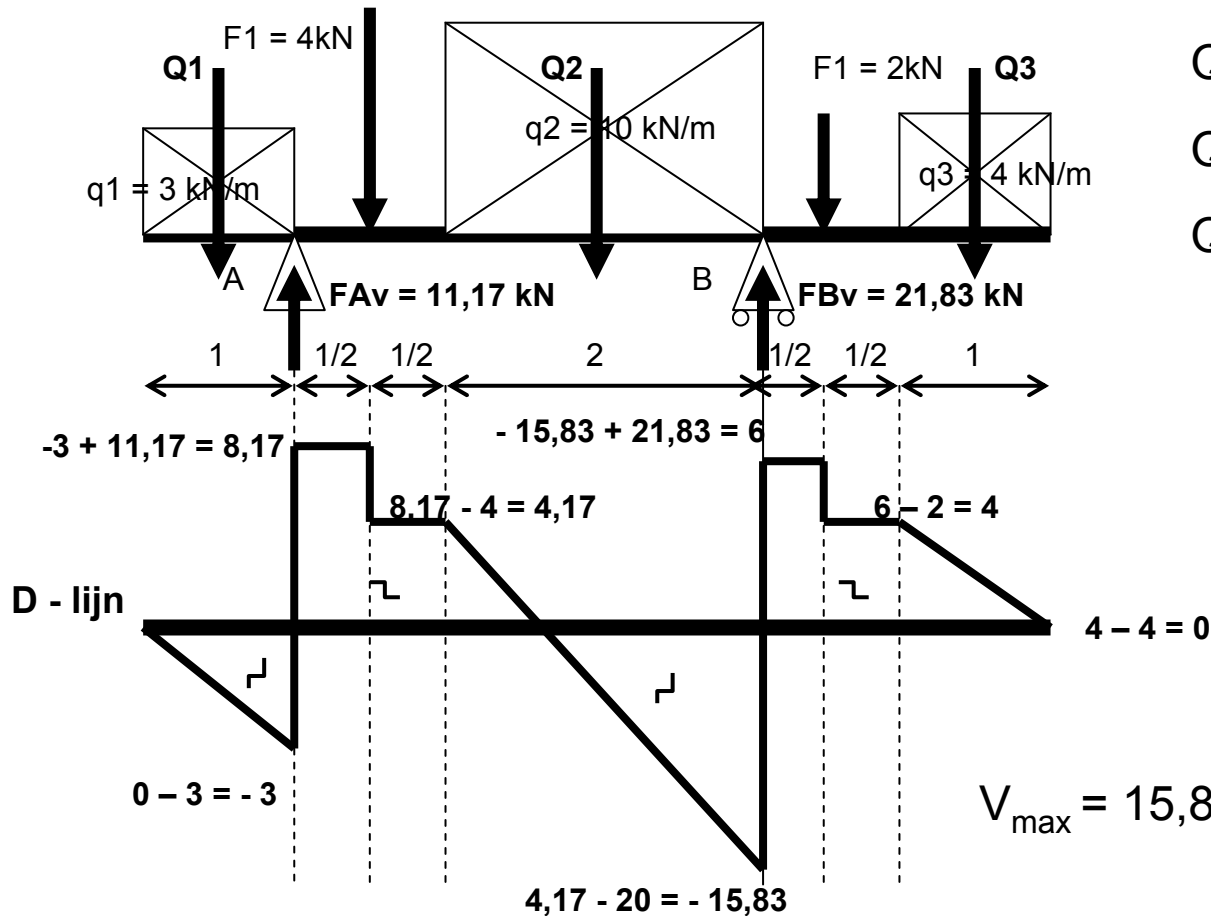 F1 = 4kN
Q1
Q2
F1 = 2kN
Q3
Q
q2 = 10 kN/m
Q
q1 = 3 kN/m
q3 = 4 kN/m
Q
A
FAv = 11,17 kN
B
FBv = 21,83 kN
1
1/2
1/2
2
1/2
1/2
1
-3 + 11,17 = 8,17
- 15,83 + 21,83 = 6
8,17 - 4 = 4,17
6 – 2 = 4
D - lijn
4 – 4 = 0
0 – 3 = - 3
Vmax = 15,8
4,17 - 20 = - 15,83